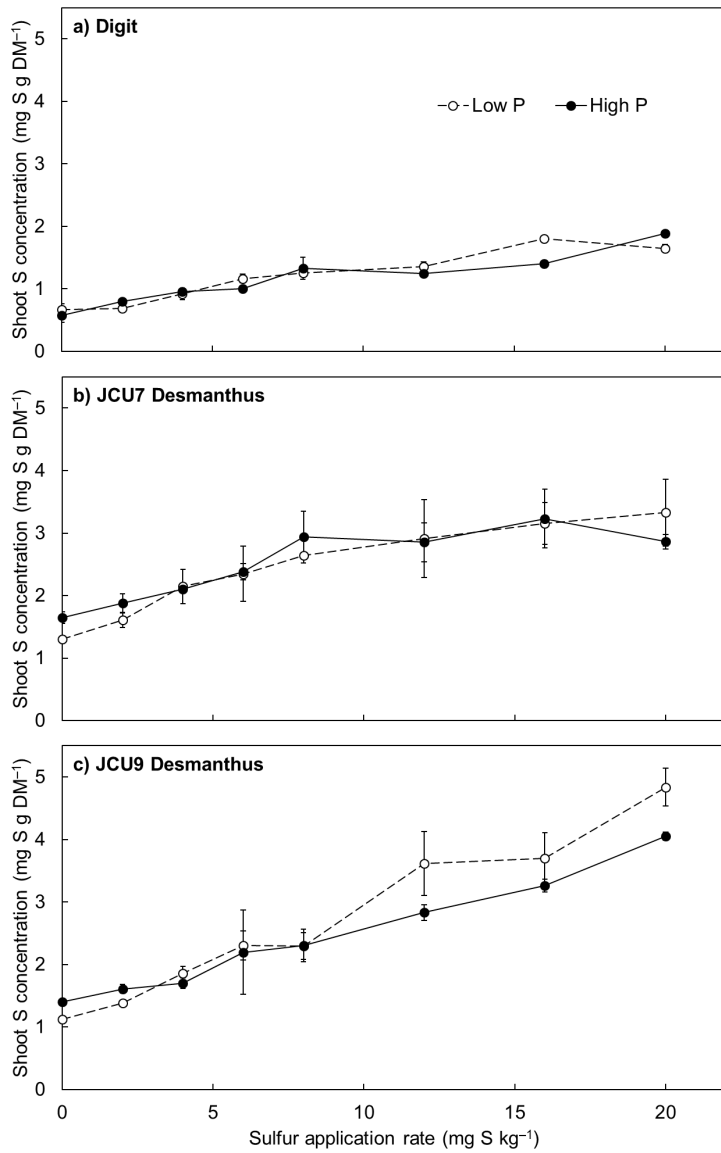 a) Digit
Low P
High P
5
4
3
2
1
0
Shoot S concentration (mg S g DM⁻¹)
b) JCU7 Desmanthus
5
4
3
2
1
0
Shoot S concentration (mg S g DM⁻¹)
c) JCU9 Desmanthus
5
4
3
2
1
0
Shoot S concentration (mg S g DM⁻¹)
0 5 10 15 20
Sulfur application rate (mg S kg⁻¹)